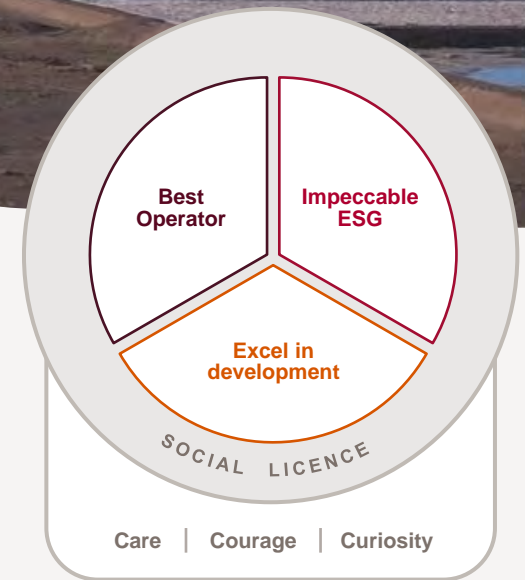 Best
Operator
Impeccable
ESG
Excel in
development
SOCIAL LICENCE
Care | Courage | Curiosity